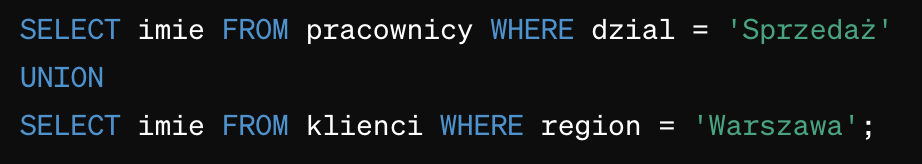 SELECT imie FROM pracownicy WHERE dzial = 'Sprzedaż'
UNION
SELECT imie FROM klienci WHERE region = 'Warszawa';